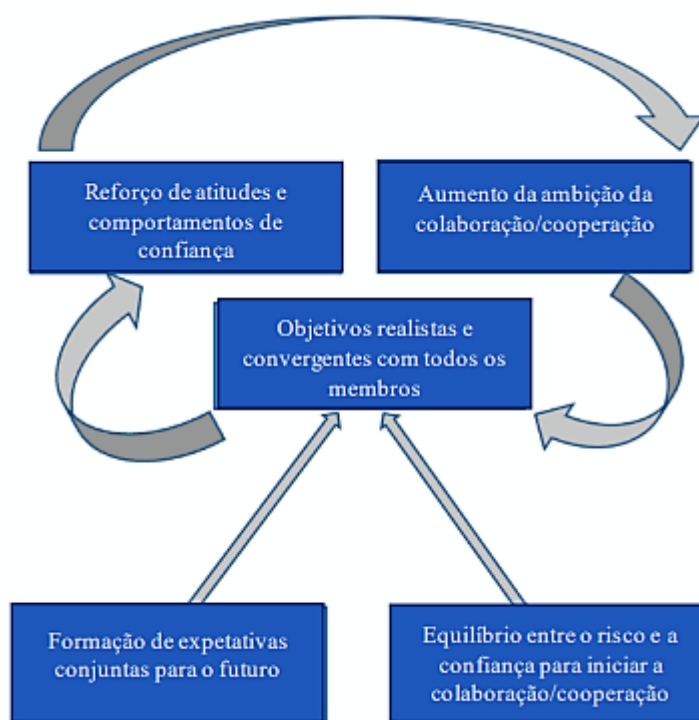 Reforço de atitudes e
comportamentos de
confiança
Aumento da ambição da
colaboração/cooperação
Objetivos realistas e
convergentes com todos os
membros
Formação de expetativas
conjuntas para o futuro
Equilíbrio entre o risco e a
confiança para iniciar a
colaboração/cooperação